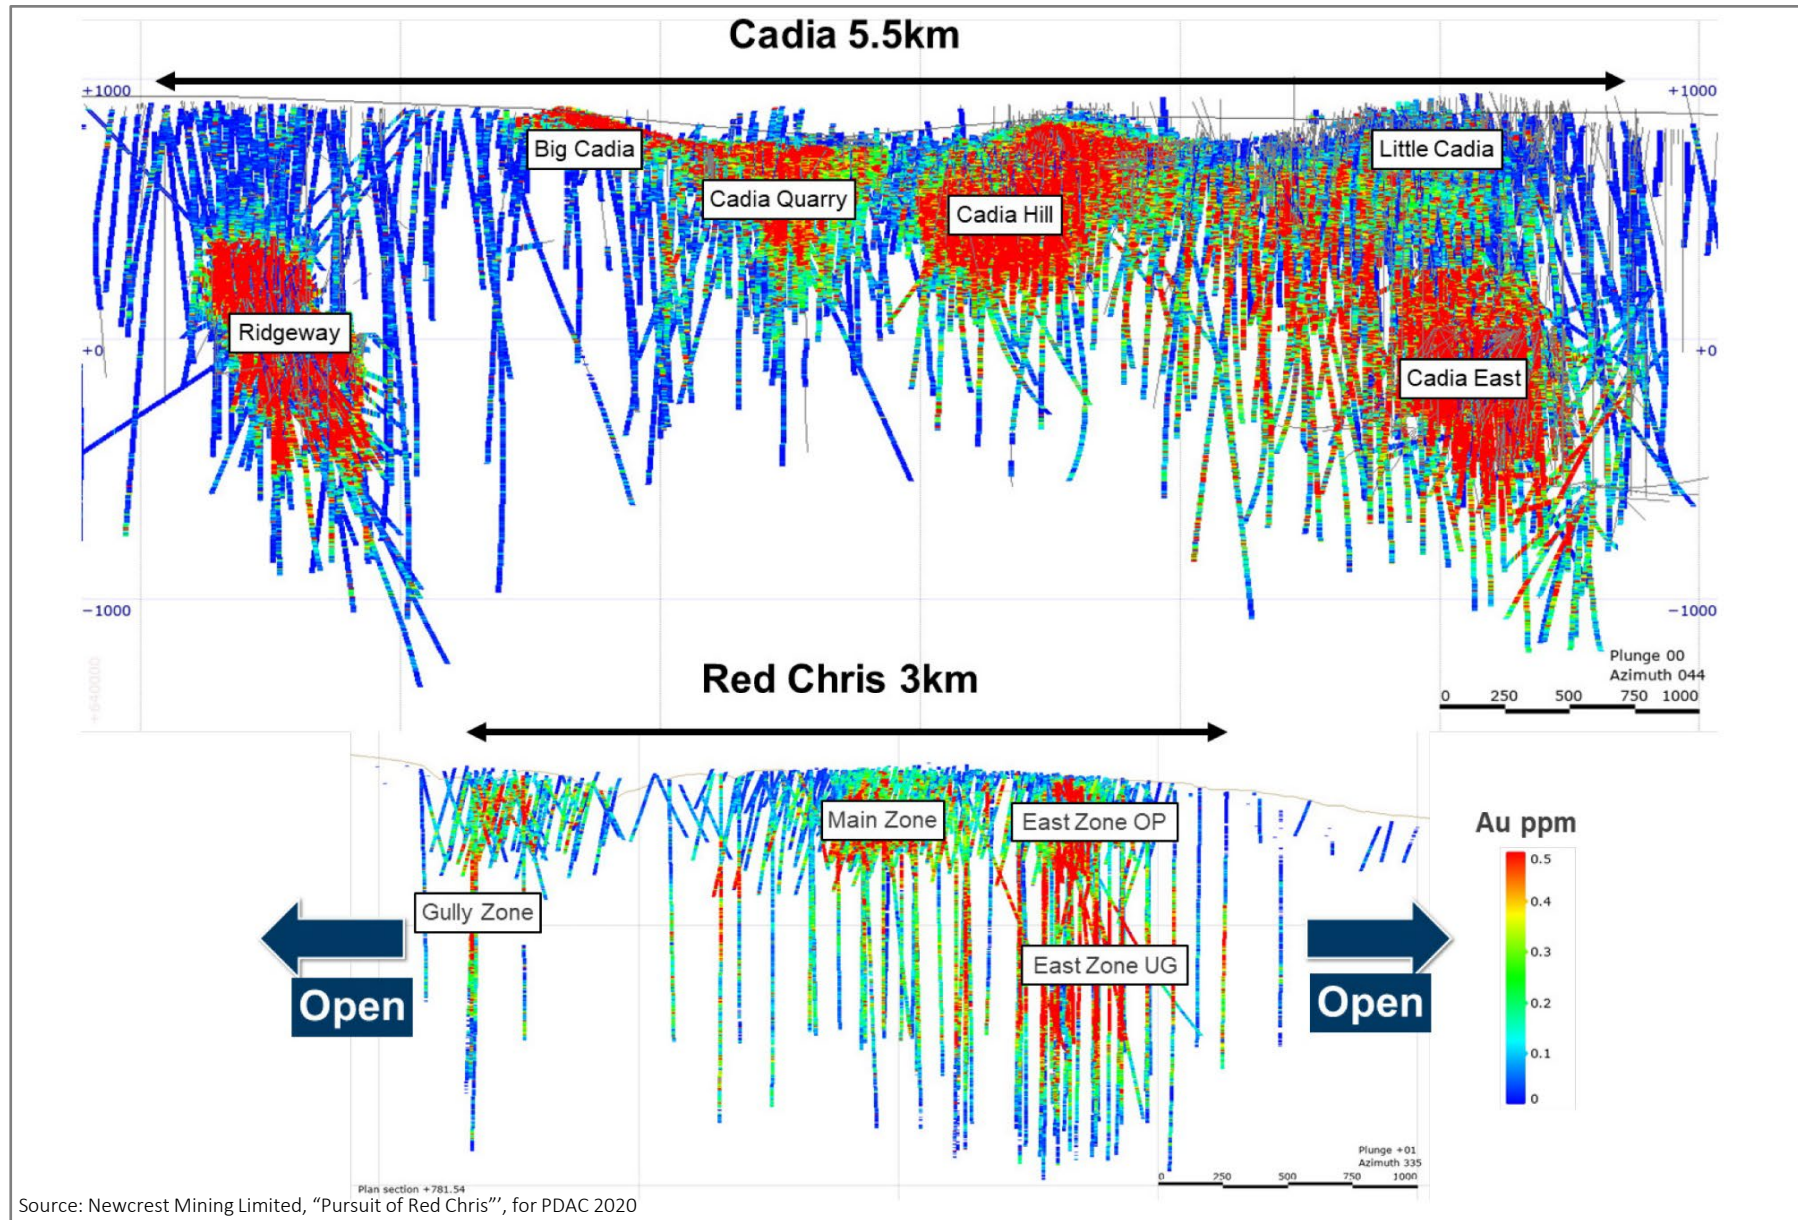 Cadia 5.5km
+1000
+1000
Big Cadia
Little Cadia
Cadia Quarry
Cadia Hill
Ridgeway
+0
+0
Cadia East
-1000
-1000
+640000
Plunge 00
Azimuth 044
0 250 500 750 1000
Red Chris 3km
Main Zone
East Zone OP
Au ppm
0.5
0.4
0.3
0.2
0.1
0
Gully Zone
East Zone UG
Open
Open
Plunge +01
Azimuth 335
0 250 500 750 1000
Plan section +781.54
Source: Newcrest Mining Limited, “Pursuit of Red Chris”’, for PDAC 2020